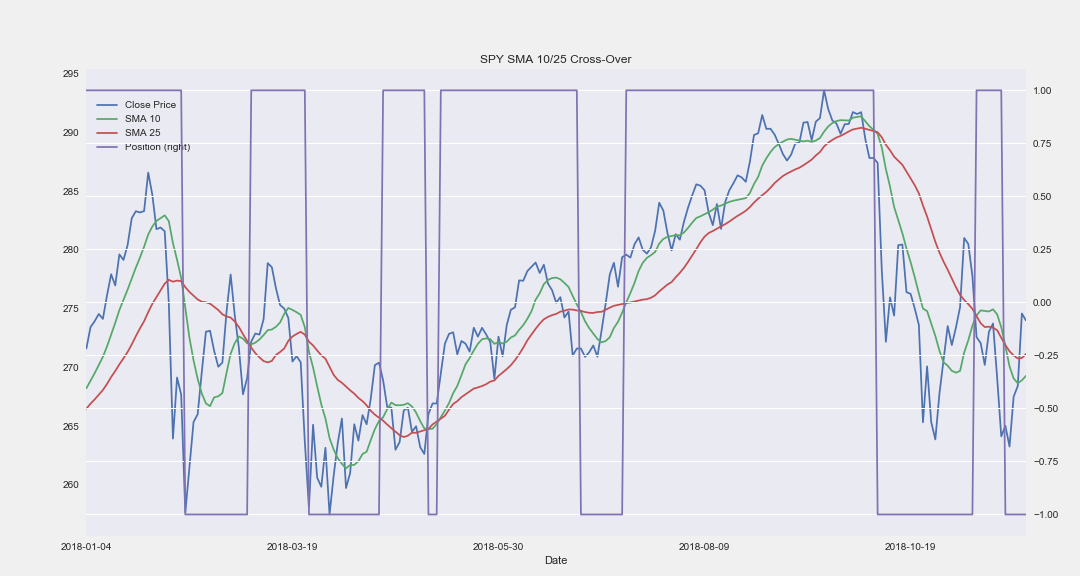 SPY SMA 10/25 Cross-Over
295
290
285
280
275
270
265
260
Close Price
SMA 10
SMA 25
Position (right)
1.00
0.75
0.50
0.25
0.00
−0.25
−0.50
−0.75
−1.00
2018-01-04 2018-03-19 2018-05-30 2018-08-09 2018-10-19
Date